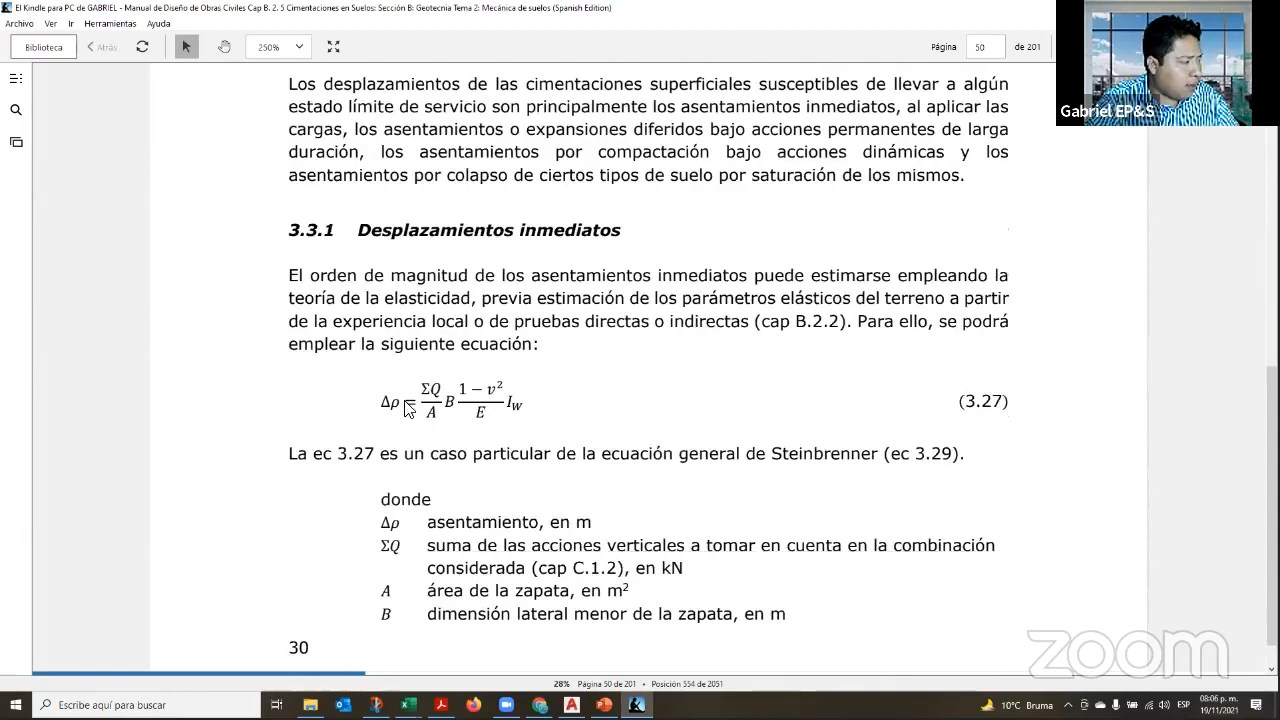 El Kindle para PC de GABRIEL - Manual de Diseño de Obras Civiles Cap B. 2. 5 Cimentaciones en Suelos: Sección B: Geotecnia Tema 2: Mecánica de suelos (Spanish Edition)
Archivo Ver Ir Herramientas Ayuda
Biblioteca Atrás 250% Página 50 de 201
Gabriel EP&S
Los desplazamientos de las cimentaciones superficiales susceptibles de llevar a algún
estado límite de servicio son principalmente los asentamientos inmediatos, al aplicar las
cargas, los asentamientos o expansiones diferidos bajo acciones permanentes de larga
duración, los asentamientos por compactación bajo acciones dinámicas y los
asentamientos por colapso de ciertos tipos de suelo por saturación de los mismos.
3.3.1 Desplazamientos inmediatos
El orden de magnitud de los asentamientos inmediatos puede estimarse empleando la
teoría de la elasticidad, previa estimación de los parámetros elásticos del terreno a partir
de la experiencia local o de pruebas directas o indirectas (cap B.2.2). Para ello, se podrá
emplear la siguiente ecuación:
Δρ = ΣQ/A B (1 − ν²)/E I_W (3.27)
La ec 3.27 es un caso particular de la ecuación general de Steinbrenner (ec 3.29).
donde
Δρ asentamiento, en m
ΣQ suma de las acciones verticales a tomar en cuenta en la combinación
considerada (cap C.1.2), en kN
A área de la zapata, en m²
B dimensión lateral menor de la zapata, en m
30
zoom
28% Página 50 de 201 • Posición 554 de 2051
Escribe aquí para buscar
10°C Bruma ESP 08:06 p. m.
19/11/2021